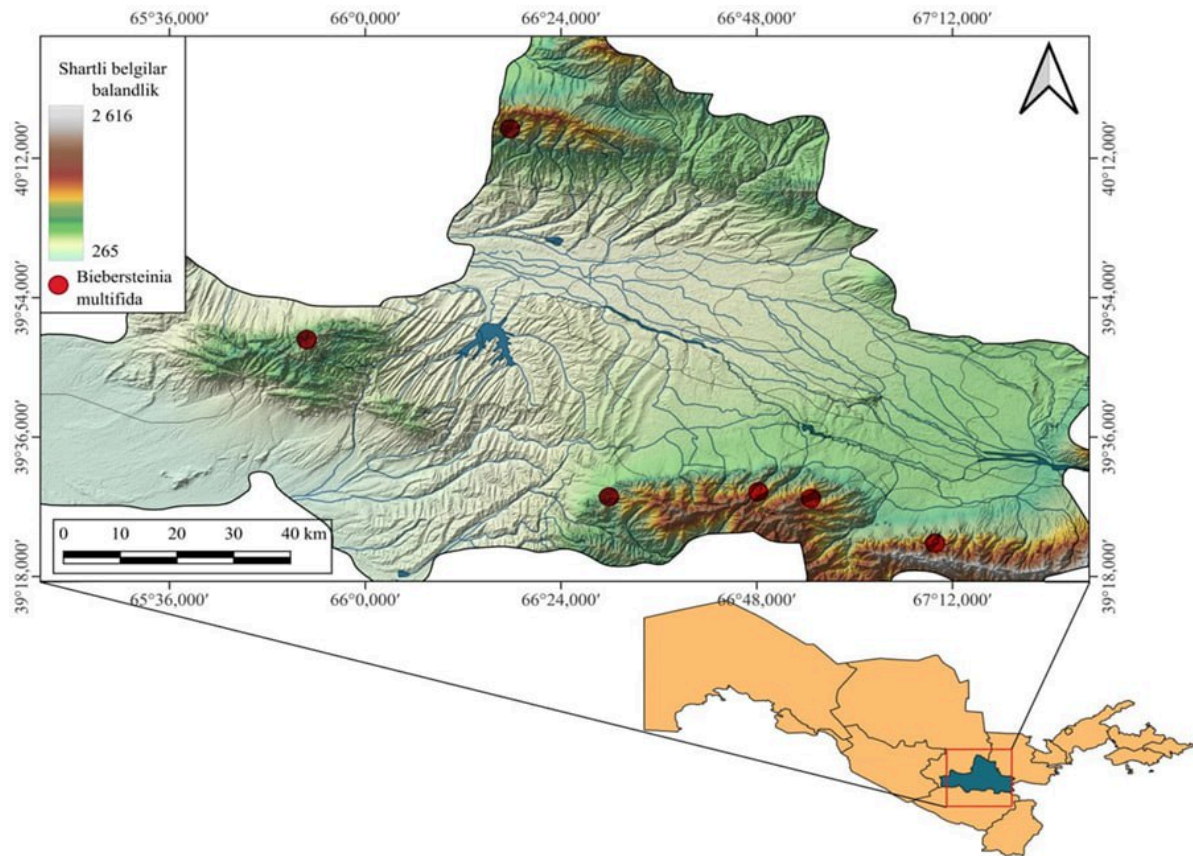 65°36,000′ 66°0,000′ 66°24,000′ 66°48,000′ 67°12,000′
Shartli belgilar
balandlik
2 616
265
Biebersteinia
multifida
40°12,000′ 40°12,000′
39°54,000′ 39°54,000′
39°36,000′ 39°36,000′
39°18,000′ 39°18,000′
0 10 20 30 40 km
65°36,000′ 66°0,000′ 66°24,000′ 66°48,000′ 67°12,000′